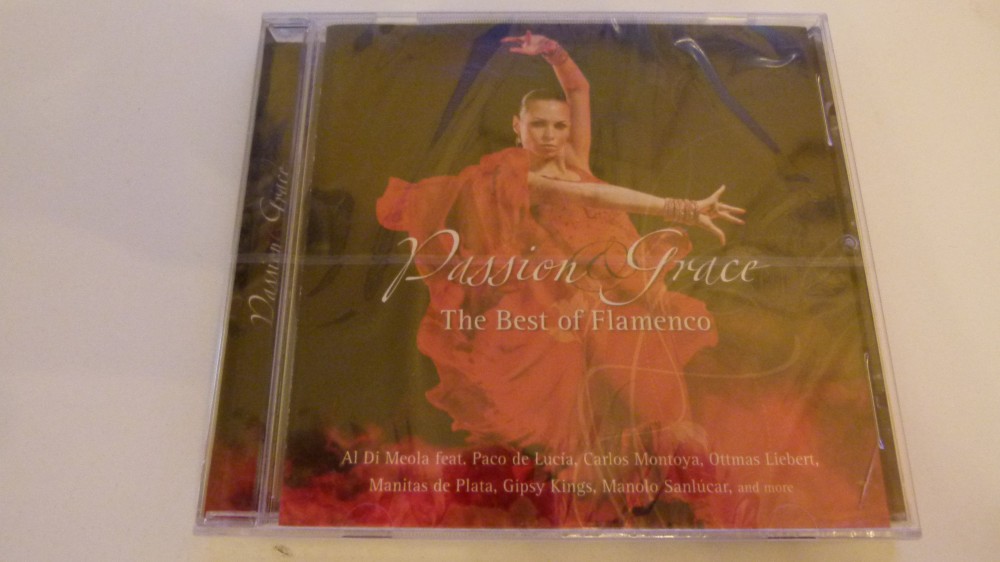 Passion & Grace
Passion & Grace
The Best of Flamenco
Al Di Meola feat. Paco de Lucía, Carlos Montoya, Ottmas Liebert,
Manitas de Plata, Gipsy Kings, Manolo Sanlúcar, and more